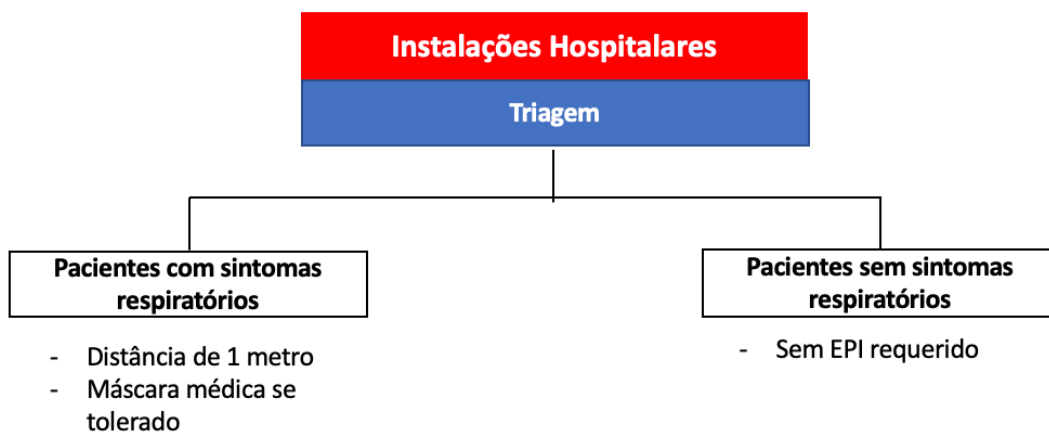 Instalações Hospitalares
Triagem
Pacientes com sintomas
respiratórios
- Distância de 1 metro
- Máscara médica se
tolerado
Pacientes sem sintomas
respiratórios
- Sem EPI requerido